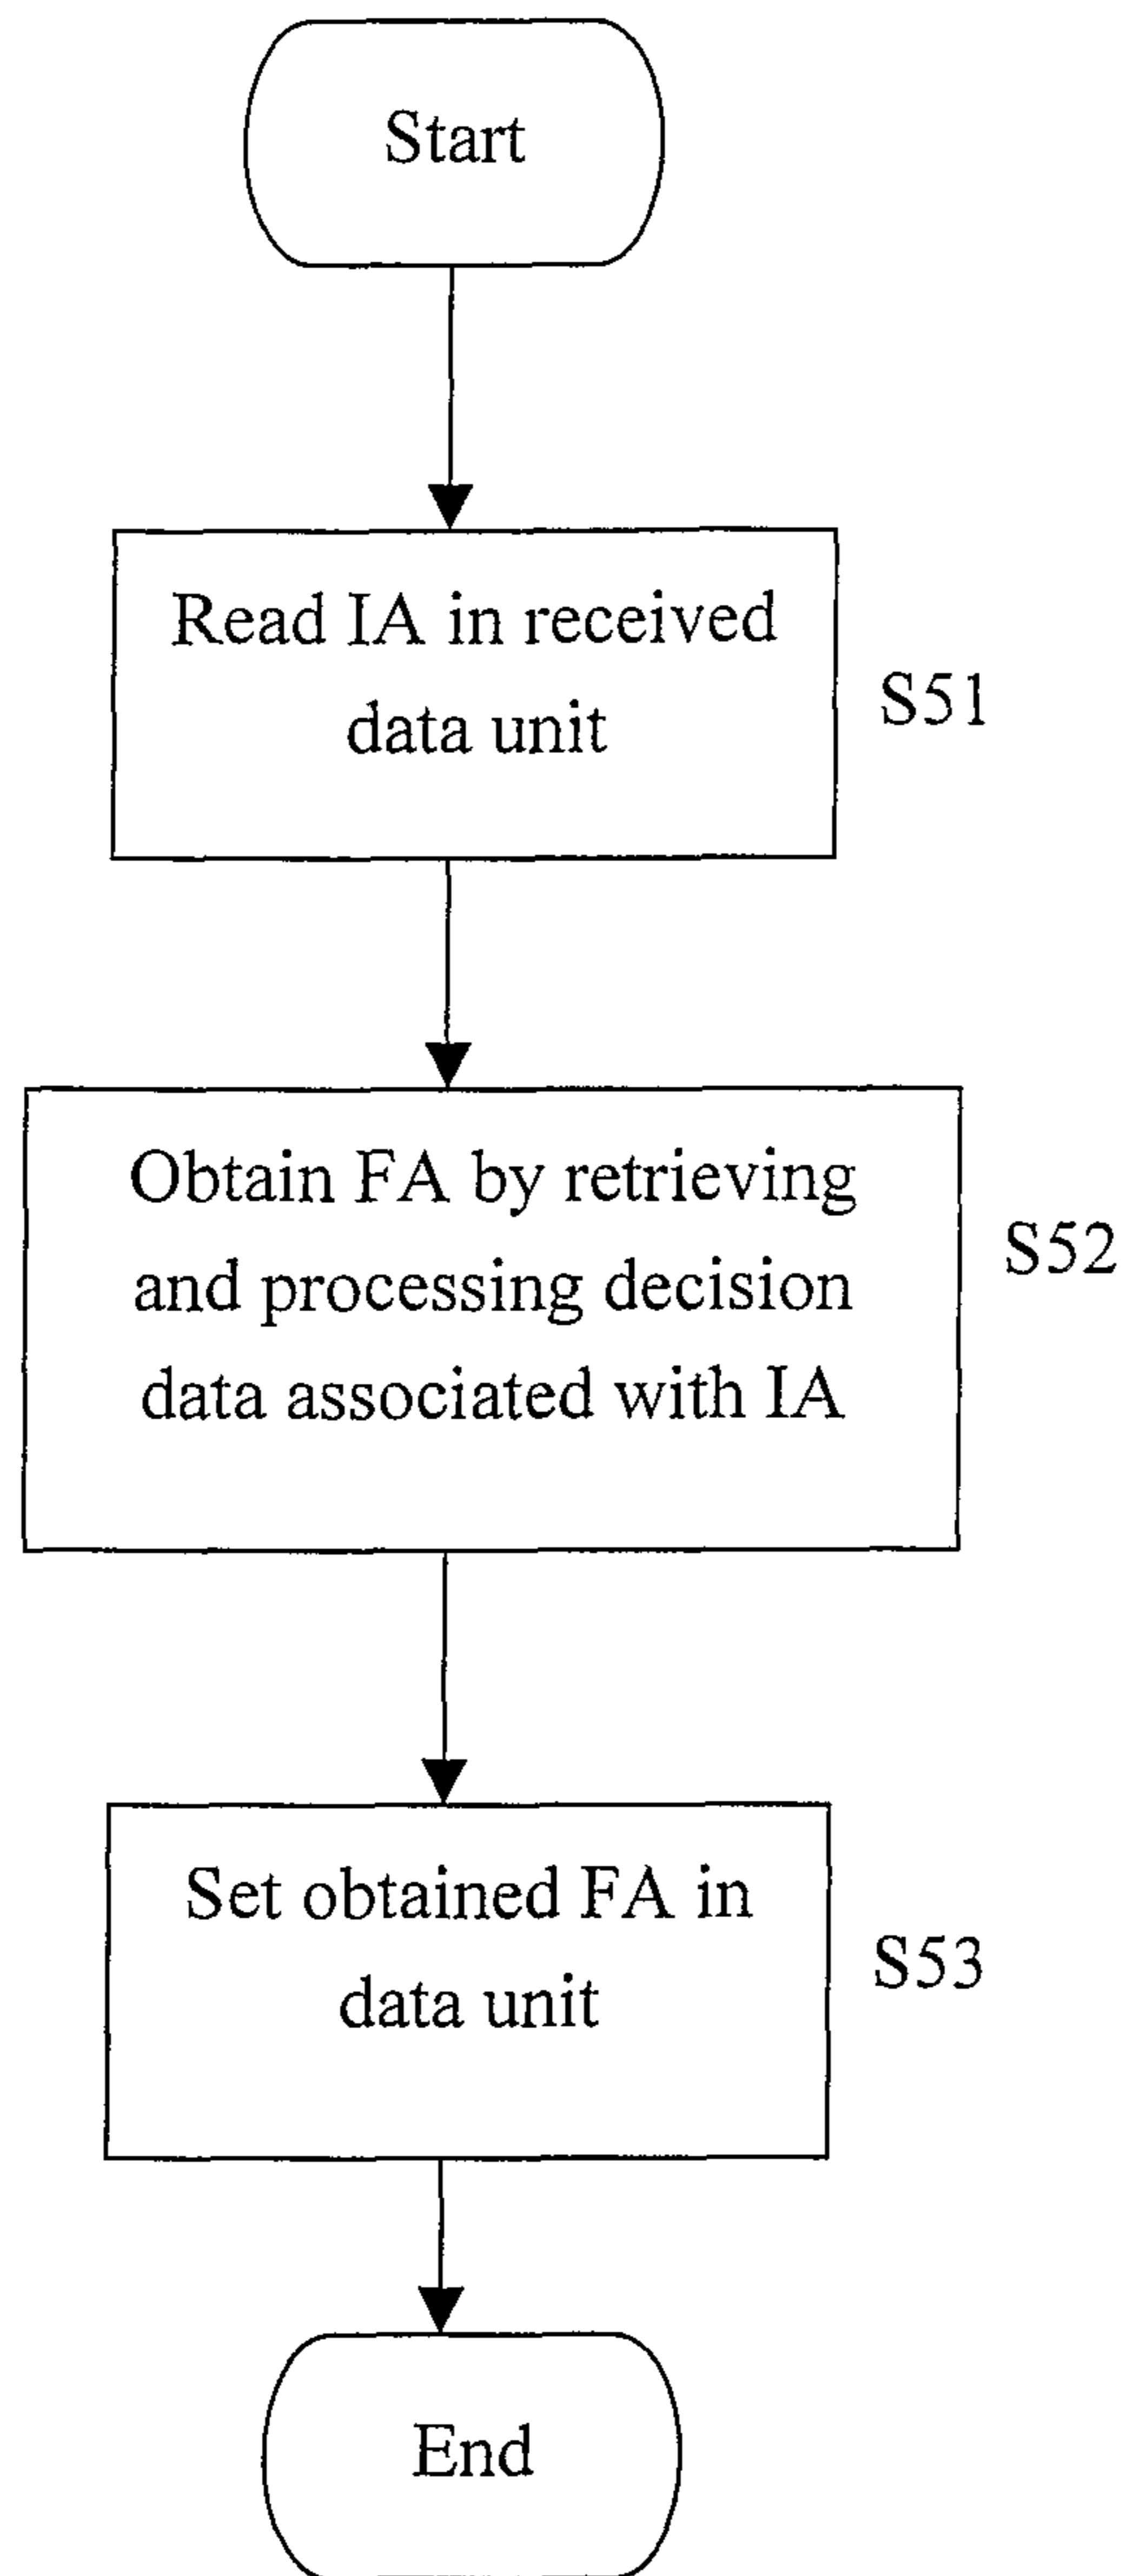 Start
Read IA in received
data unit
S51
Obtain FA by retrieving
and processing decision
data associated with IA
S52
Set obtained FA in
data unit
S53
End